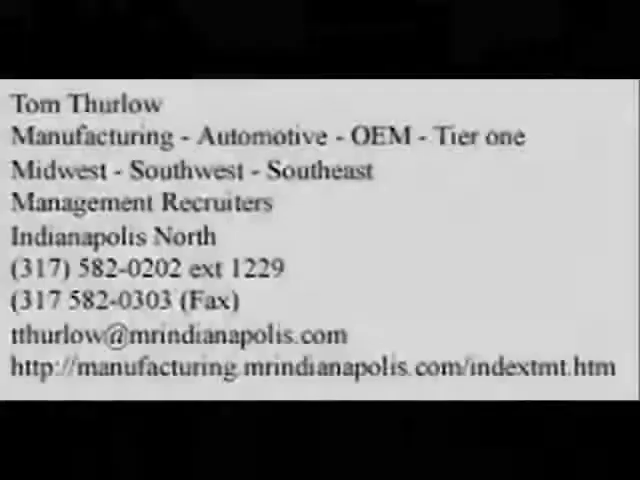 Tom Thurlow
Manufacturing - Automotive - OEM - Tier one
Midwest - Southwest - Southeast
Management Recruiters
Indianapolis North
(317) 582-0202 ext 1229
(317 582-0303 (Fax)
tthurlow@mrindianapolis.com
http://manufacturing.mrindianapolis.com/indextmt.htm